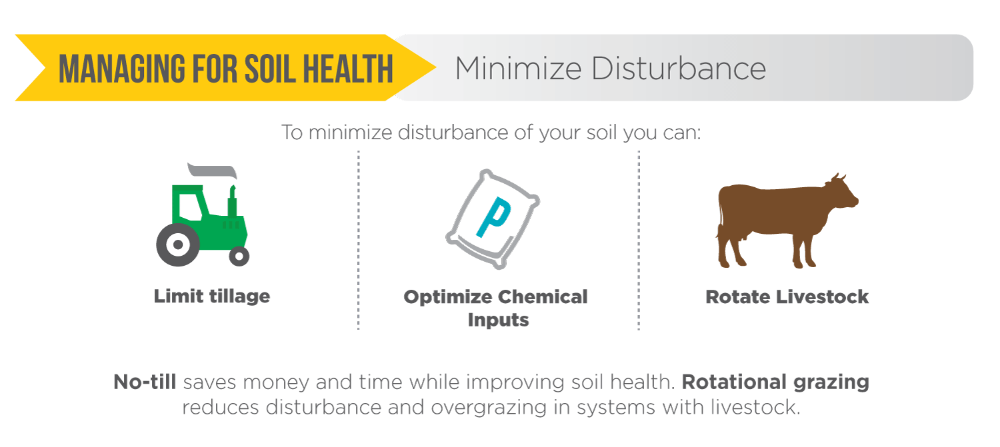 MANAGING FOR SOIL HEALTH
Minimize Disturbance
To minimize disturbance of your soil you can:
P
Limit tillage
Optimize Chemical
Inputs
Rotate Livestock
No-till saves money and time while improving soil health. Rotational grazing
reduces disturbance and overgrazing in systems with livestock.